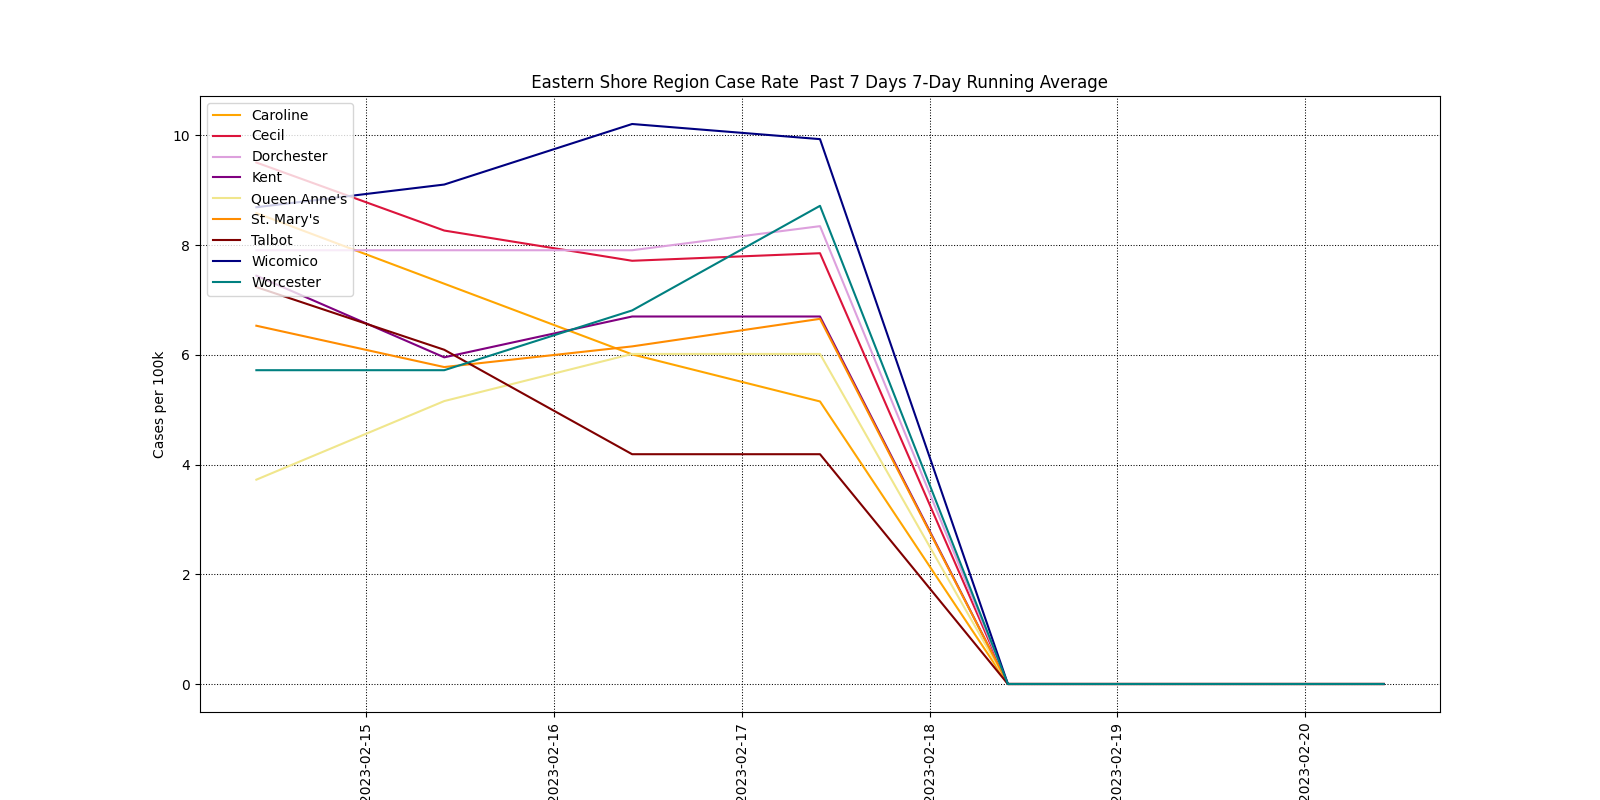 Eastern Shore Region Case Rate  Past 7 Days 7-Day Running Average
Caroline
Cecil
Dorchester
Kent
Queen Anne's
St. Mary's
Talbot
Wicomico
Worcester
Cases per 100k
10
8
6
4
2
0
2023-02-15
2023-02-16
2023-02-17
2023-02-18
2023-02-19
2023-02-20